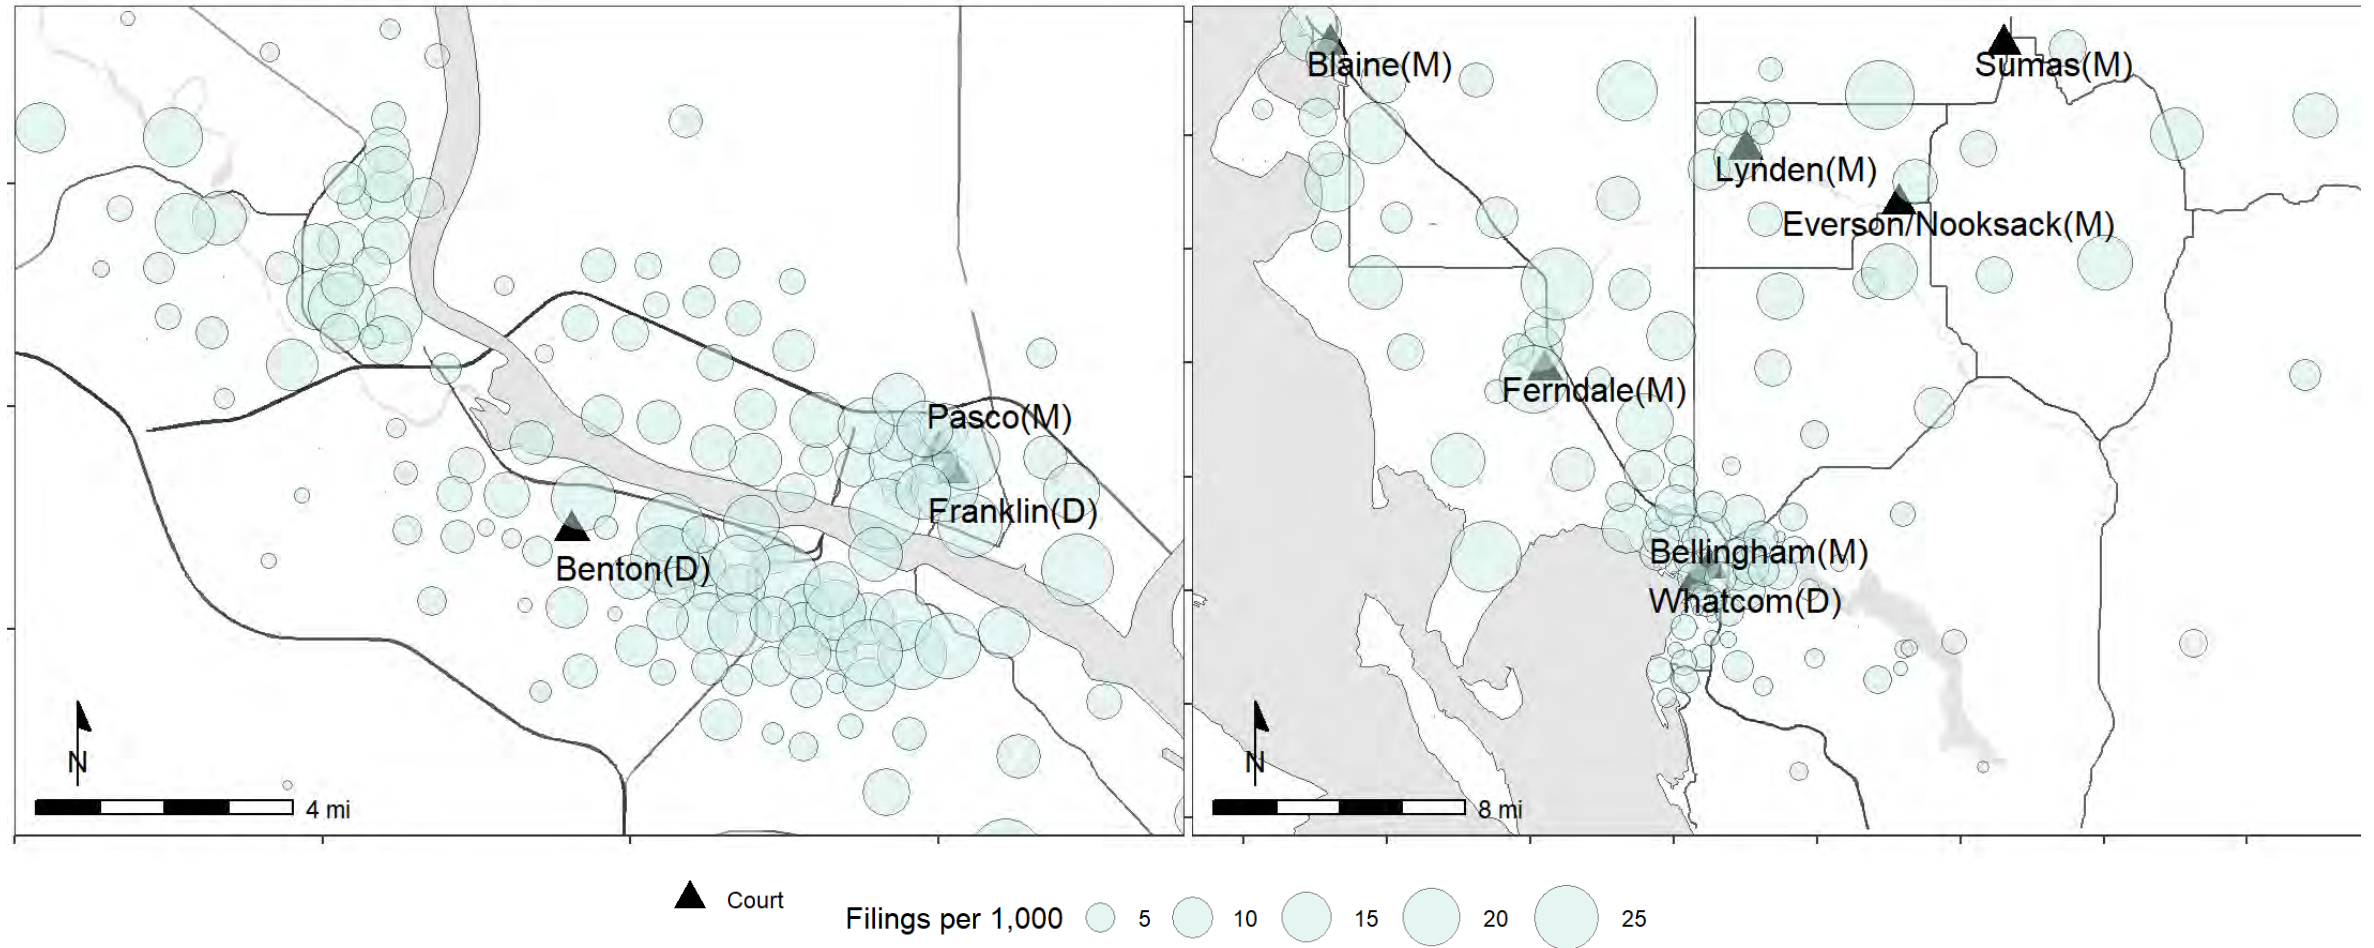 Pasco(M)
Franklin(D)
Benton(D)
N
4 mi
Blaine(M)
Sumas(M)
Lynden(M)
Everson/Nooksack(M)
Ferndale(M)
Bellingham(M)
Whatcom(D)
N
8 mi
Court
Filings per 1,000 5 10 15 20 25